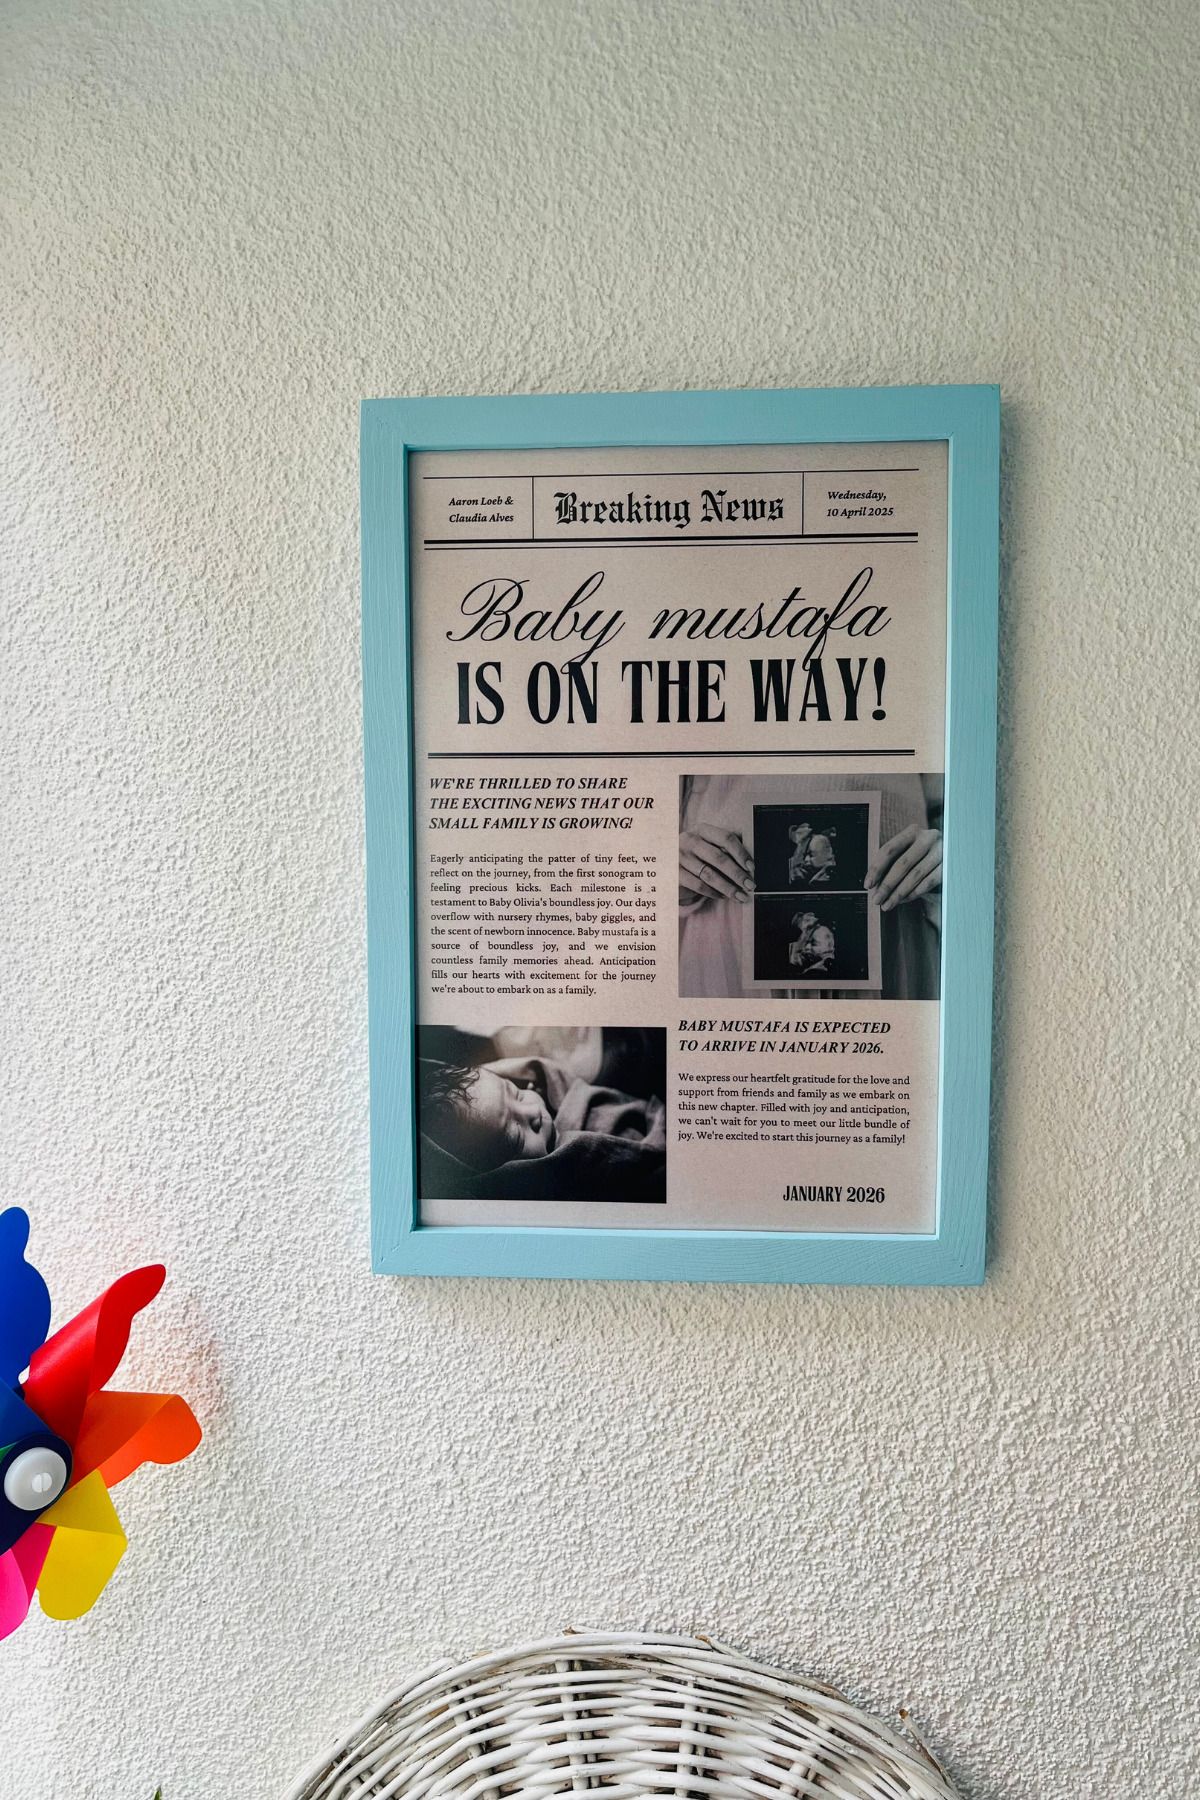 Aaron Loeb &
Claudia Alves
Breaking News
Wednesday,
10 April 2025
Baby mustafa
IS ON THE WAY!
WE'RE THRILLED TO SHARE
THE EXCITING NEWS THAT OUR
SMALL FAMILY IS GROWING!
Eagerly anticipating the patter of tiny feet, we
reflect on the journey, from the first sonogram to
feeling precious kicks. Each milestone is a
testament to Baby Olivia's boundless joy. Our days
overflow with nursery rhymes, baby giggles, and
the scent of newborn innocence. Baby mustafa is a
source of boundless joy, and we envision
countless family memories ahead. Anticipation
fills our hearts with excitement for the journey
we're about to embark on as a family.
BABY MUSTAFA IS EXPECTED
TO ARRIVE IN JANUARY 2026.
We express our heartfelt gratitude for the love and
support from friends and family as we embark on
this new chapter. Filled with joy and anticipation,
we can't wait for you to meet our little bundle of
joy. We're excited to start this journey as a family!
JANUARY 2026